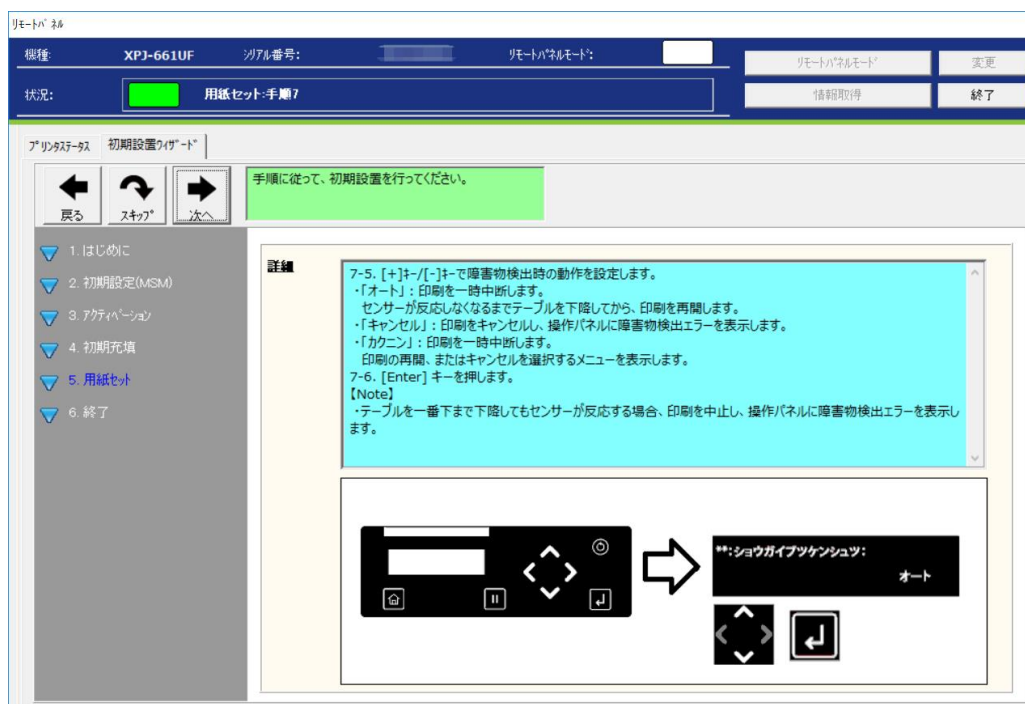 リモートパネル
機種: XPJ-661UF シリアル番号: リモートパネルモード: リモートパネルモード 変更
状況: 用紙セット:手順7 情報取得 終了
プリンタステータス 初期設置ウィザード
手順に従って、初期設置を行ってください。
戻る スキップ 次へ
1. はじめに
2. 初期設定(MSM)
3. アクティベーション
4. 初期充填
5. 用紙セット
6. 終了
詳細
7-5. [+]キー/[-]キーで障害物検出時の動作を設定します。
・「オート」：印刷を一時中断します。
センサーが反応しなくなるまでテーブルを下降してから、印刷を再開します。
・「キャンセル」：印刷をキャンセルし、操作パネルに障害物検出エラーを表示します。
・「カクニン」：印刷を一時中断します。
印刷の再開、またはキャンセルを選択するメニューを表示します。
7-6. [Enter] キーを押します。
【Note】
・テーブルを一番下まで下降してもセンサーが反応する場合、印刷を中止し、操作パネルに障害物検出エラーを表示し
ます。
**:ショウガイブツケンシュツ:
オート